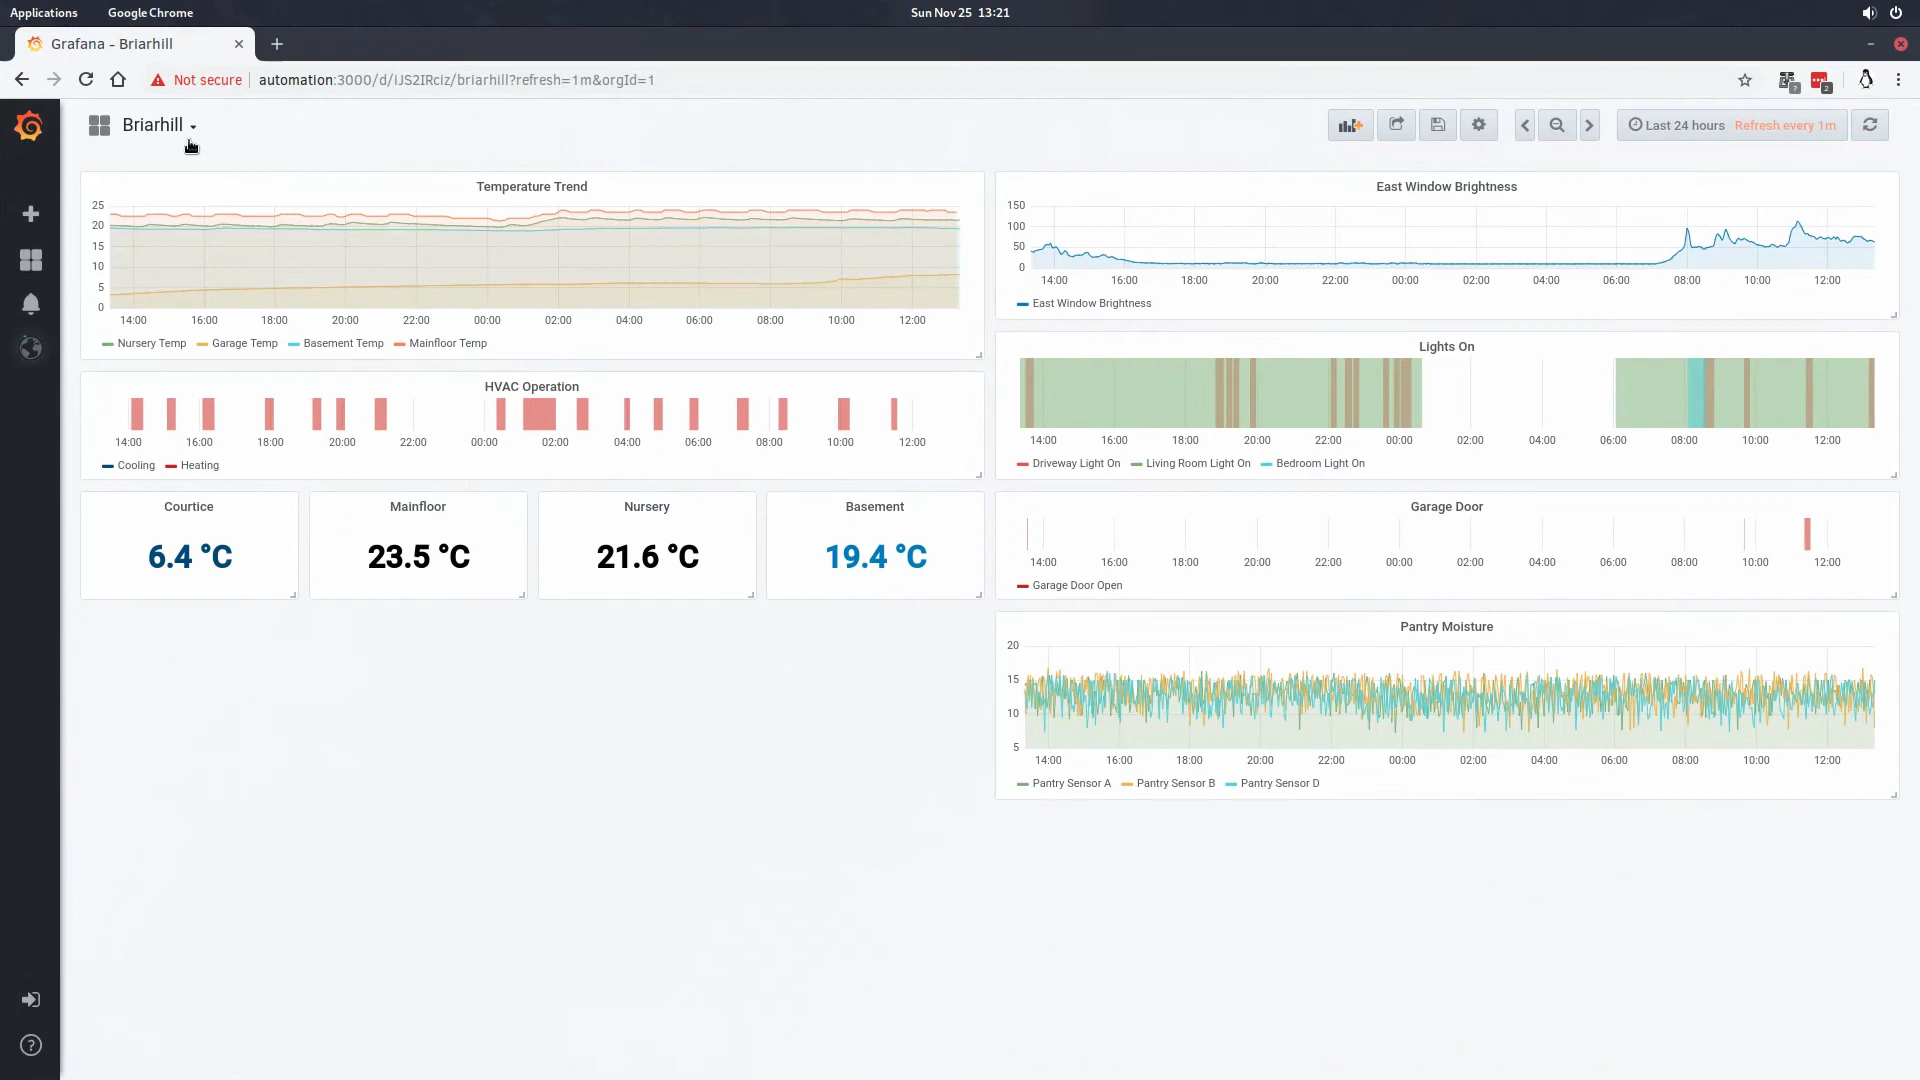 Applications Google Chrome Sun Nov 25 13:21
Grafana - Briarhill
Not secure automation:3000/d/iJS2IRciz/briarhill?refresh=1m&orgId=1
? 2
Briarhill
Last 24 hours Refresh every 1m
Temperature Trend
25
20
15
10
5
0
14:00 16:00 18:00 20:00 22:00 00:00 02:00 04:00 06:00 08:00 10:00 12:00
Nursery Temp Garage Temp Basement Temp Mainfloor Temp
HVAC Operation
14:00 16:00 18:00 20:00 22:00 00:00 02:00 04:00 06:00 08:00 10:00 12:00
Cooling Heating
Courtice
6.4 °C
Mainfloor
23.5 °C
Nursery
21.6 °C
Basement
19.4 °C
East Window Brightness
150
100
50
0
14:00 16:00 18:00 20:00 22:00 00:00 02:00 04:00 06:00 08:00 10:00 12:00
East Window Brightness
Lights On
14:00 16:00 18:00 20:00 22:00 00:00 02:00 04:00 06:00 08:00 10:00 12:00
Driveway Light On Living Room Light On Bedroom Light On
Garage Door
14:00 16:00 18:00 20:00 22:00 00:00 02:00 04:00 06:00 08:00 10:00 12:00
Garage Door Open
Pantry Moisture
20
15
10
5
14:00 16:00 18:00 20:00 22:00 00:00 02:00 04:00 06:00 08:00 10:00 12:00
Pantry Sensor A Pantry Sensor B Pantry Sensor D